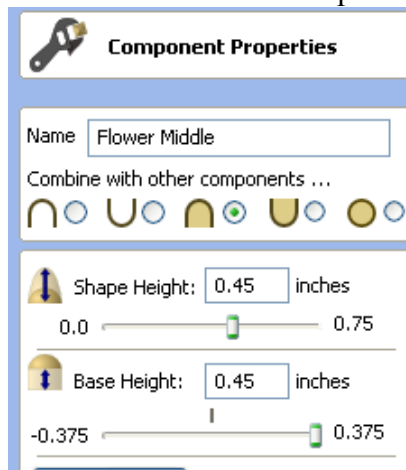 Component Properties
Name Flower Middle
Combine with other components ...
Shape Height: 0.45 inches
0.0 0.75
Base Height: 0.45 inches
-0.375 0.375